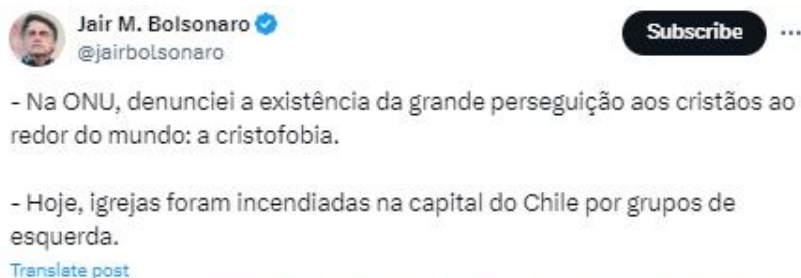 Jair M. Bolsonaro
@jairbolsonaro
Subscribe
- Na ONU, denunciei a existência da grande perseguição aos cristãos ao
redor do mundo: a cristofobia.
- Hoje, igrejas foram incendiadas na capital do Chile por grupos de
esquerda.
Translate post